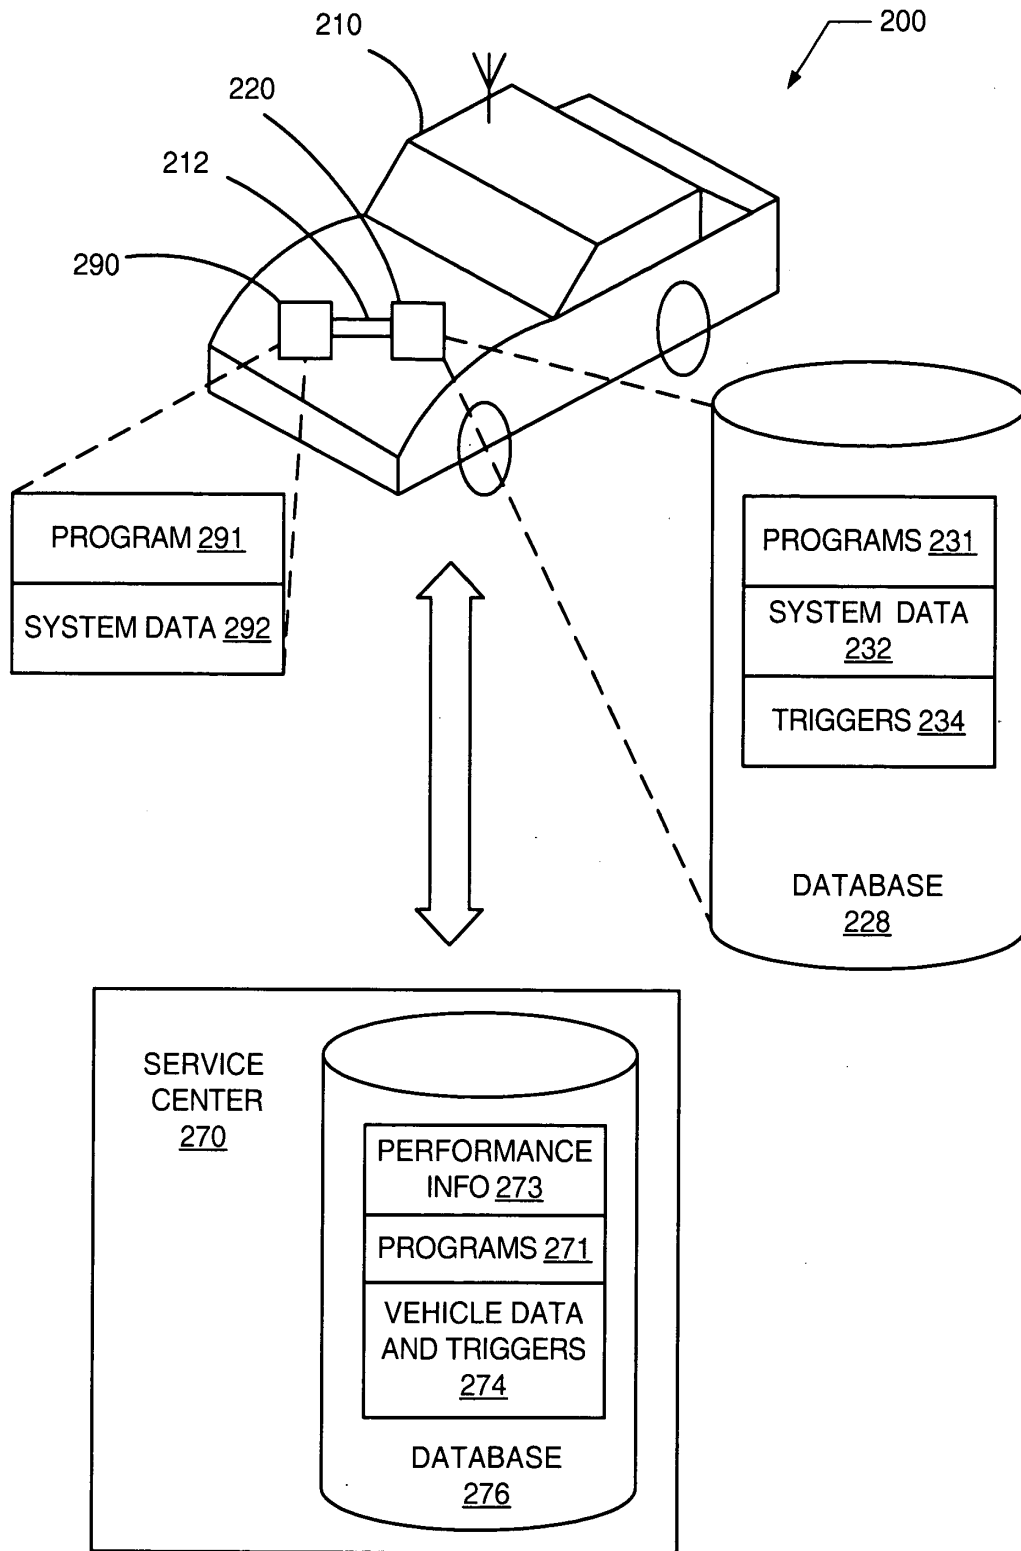 210
200
220
212
290
PROGRAM 291
SYSTEM DATA 292
PROGRAMS 231
SYSTEM DATA
232
TRIGGERS 234
DATABASE
228
SERVICE
CENTER
270
PERFORMANCE
INFO 273
PROGRAMS 271
VEHICLE DATA
AND TRIGGERS
274
DATABASE
276